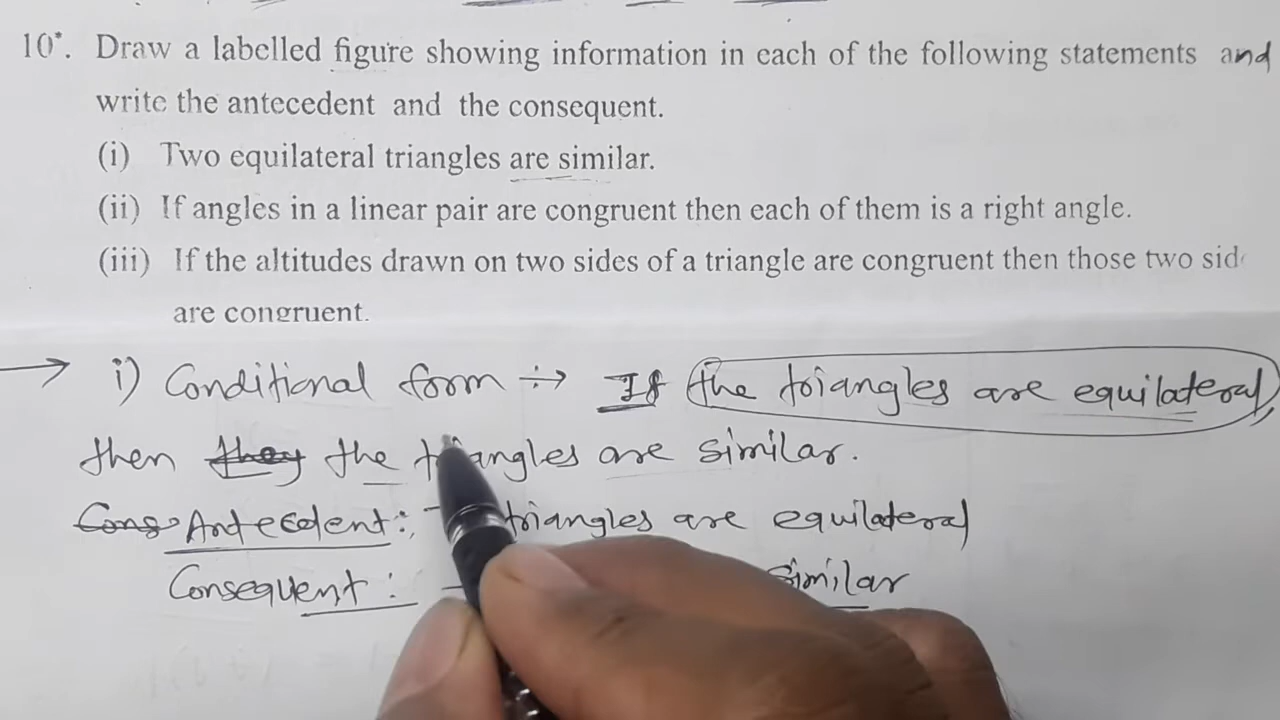 10*. Draw a labelled figure showing information in each of the following statements and
write the antecedent and the consequent.
(i) Two equilateral triangles are similar.
(ii) If angles in a linear pair are congruent then each of them is a right angle.
(iii) If the altitudes drawn on two sides of a triangle are congruent then those two
are congruent.
→ i) Conditional form :→ If the triangles are equilateral,
then they the triangles are similar.
Cons Antecedent: triangles are equilateral
Consequent: similar